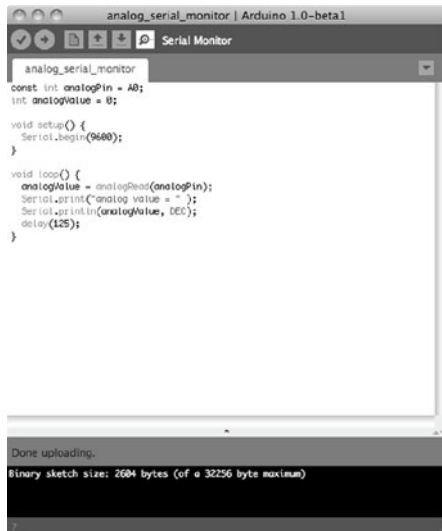 analog_serial_monitor | Arduino 1.0-beta1
Serial Monitor
analog_serial_monitor
const int analogPin = A0;
int analogValue = 0;
void setup() {
Serial.begin(9600);
}
void loop() {
analogValue = analogRead(analogPin);
Serial.print("analog value = " );
Serial.println(analogValue, DEC);
delay(125);
}
Done uploading.
Binary sketch size: 2604 bytes (of a 32256 byte maximum)
7